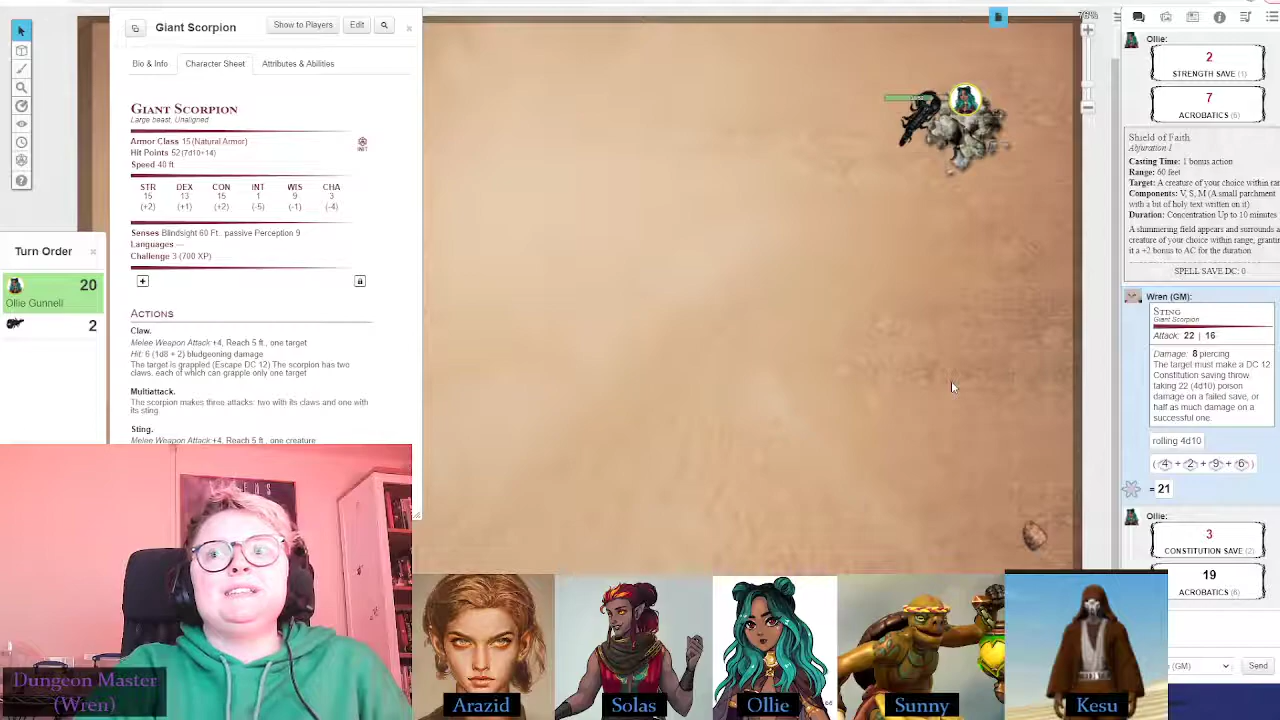 Giant Scorpion
Show to Players
Edit
Bio & Info
Character Sheet
Attributes & Abilities
GIANT SCORPION
Large beast, Unaligned
Armor Class 15 (Natural Armor)
Hit Points 52 (7d10+14)
Speed 40 ft
INIT
STR DEX CON INT WIS CHA
15 13 15 1 9 3
(+2) (+1) (+2) (-5) (-1) (-4)
Senses Blindsight 60 Ft., passive Perception 9
Languages —
Challenge 3 (700 XP)
ACTIONS
Claw.
Melee Weapon Attack +4, Reach 5 ft., one target
Hit: 6 (1d8 + 2) bludgeoning damage
The target is grappled (Escape DC 12) The scorpion has two
claws, each of which can grapple only one target
Multiattack.
The scorpion makes three attacks: two with its claws and one with
its sting
Sting.
Melee Weapon Attack +4, Reach 5 ft., one creature
Turn Order
20
Ollie Gunnell
2
76%
Ollie:
2
STRENGTH SAVE (1)
7
ACROBATICS (6)
Shield of Faith
Abjuration 1
Casting Time: 1 bonus action
Range: 60 feet
Target: A creature of your choice within ran
Components: V, S, M (A small parchment
with a bit of holy text written on it)
Duration: Concentration Up to 10 minutes
A shimmering field appears and surrounds a
creature of your choice within range, grantin
it a +2 bonus to AC for the duration.
SPELL SAVE DC: 0
Wren (GM):
STING
Giant Scorpion
Attack: 22 | 16
Damage: 8 piercing
The target must make a DC 12
Constitution saving throw,
taking 22 (4d10) poison
damage on a failed save, or
half as much damage on a
successful one.
rolling 4d10
(4+2+9+6)
= 21
Ollie:
3
CONSTITUTION SAVE (2)
19
ACROBATICS (6)
(GM)
Send
Dungeon Master
(Wren)
Arazid
Solas
Ollie
Sunny
Kesu